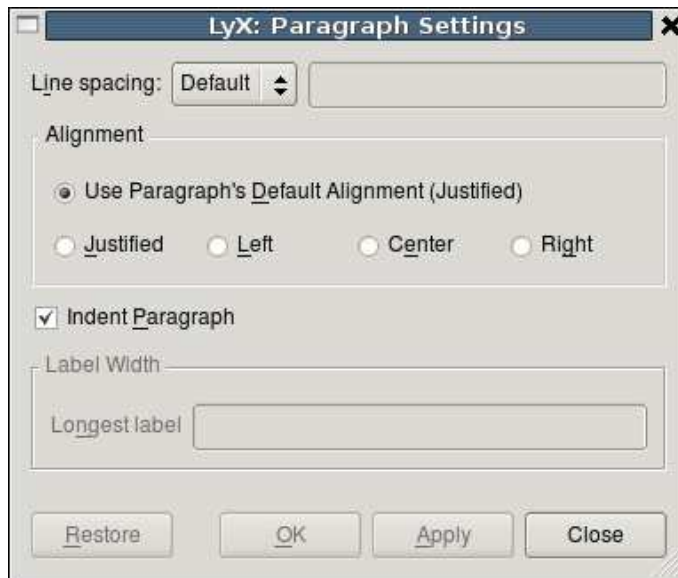 LyX: Paragraph Settings
Line spacing: Default
Alignment
Use Paragraph's Default Alignment (Justified)
Justified Left Center Right
Indent Paragraph
Label Width
Longest label
Restore OK Apply Close